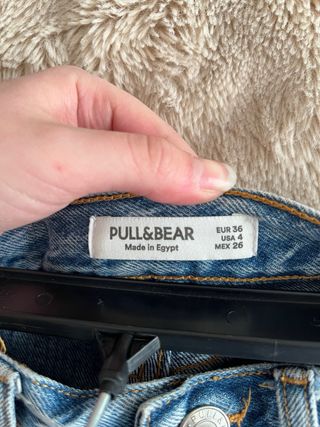 PULL&BEAR
Made in Egypt
EUR 36
USA 4
MEX 26